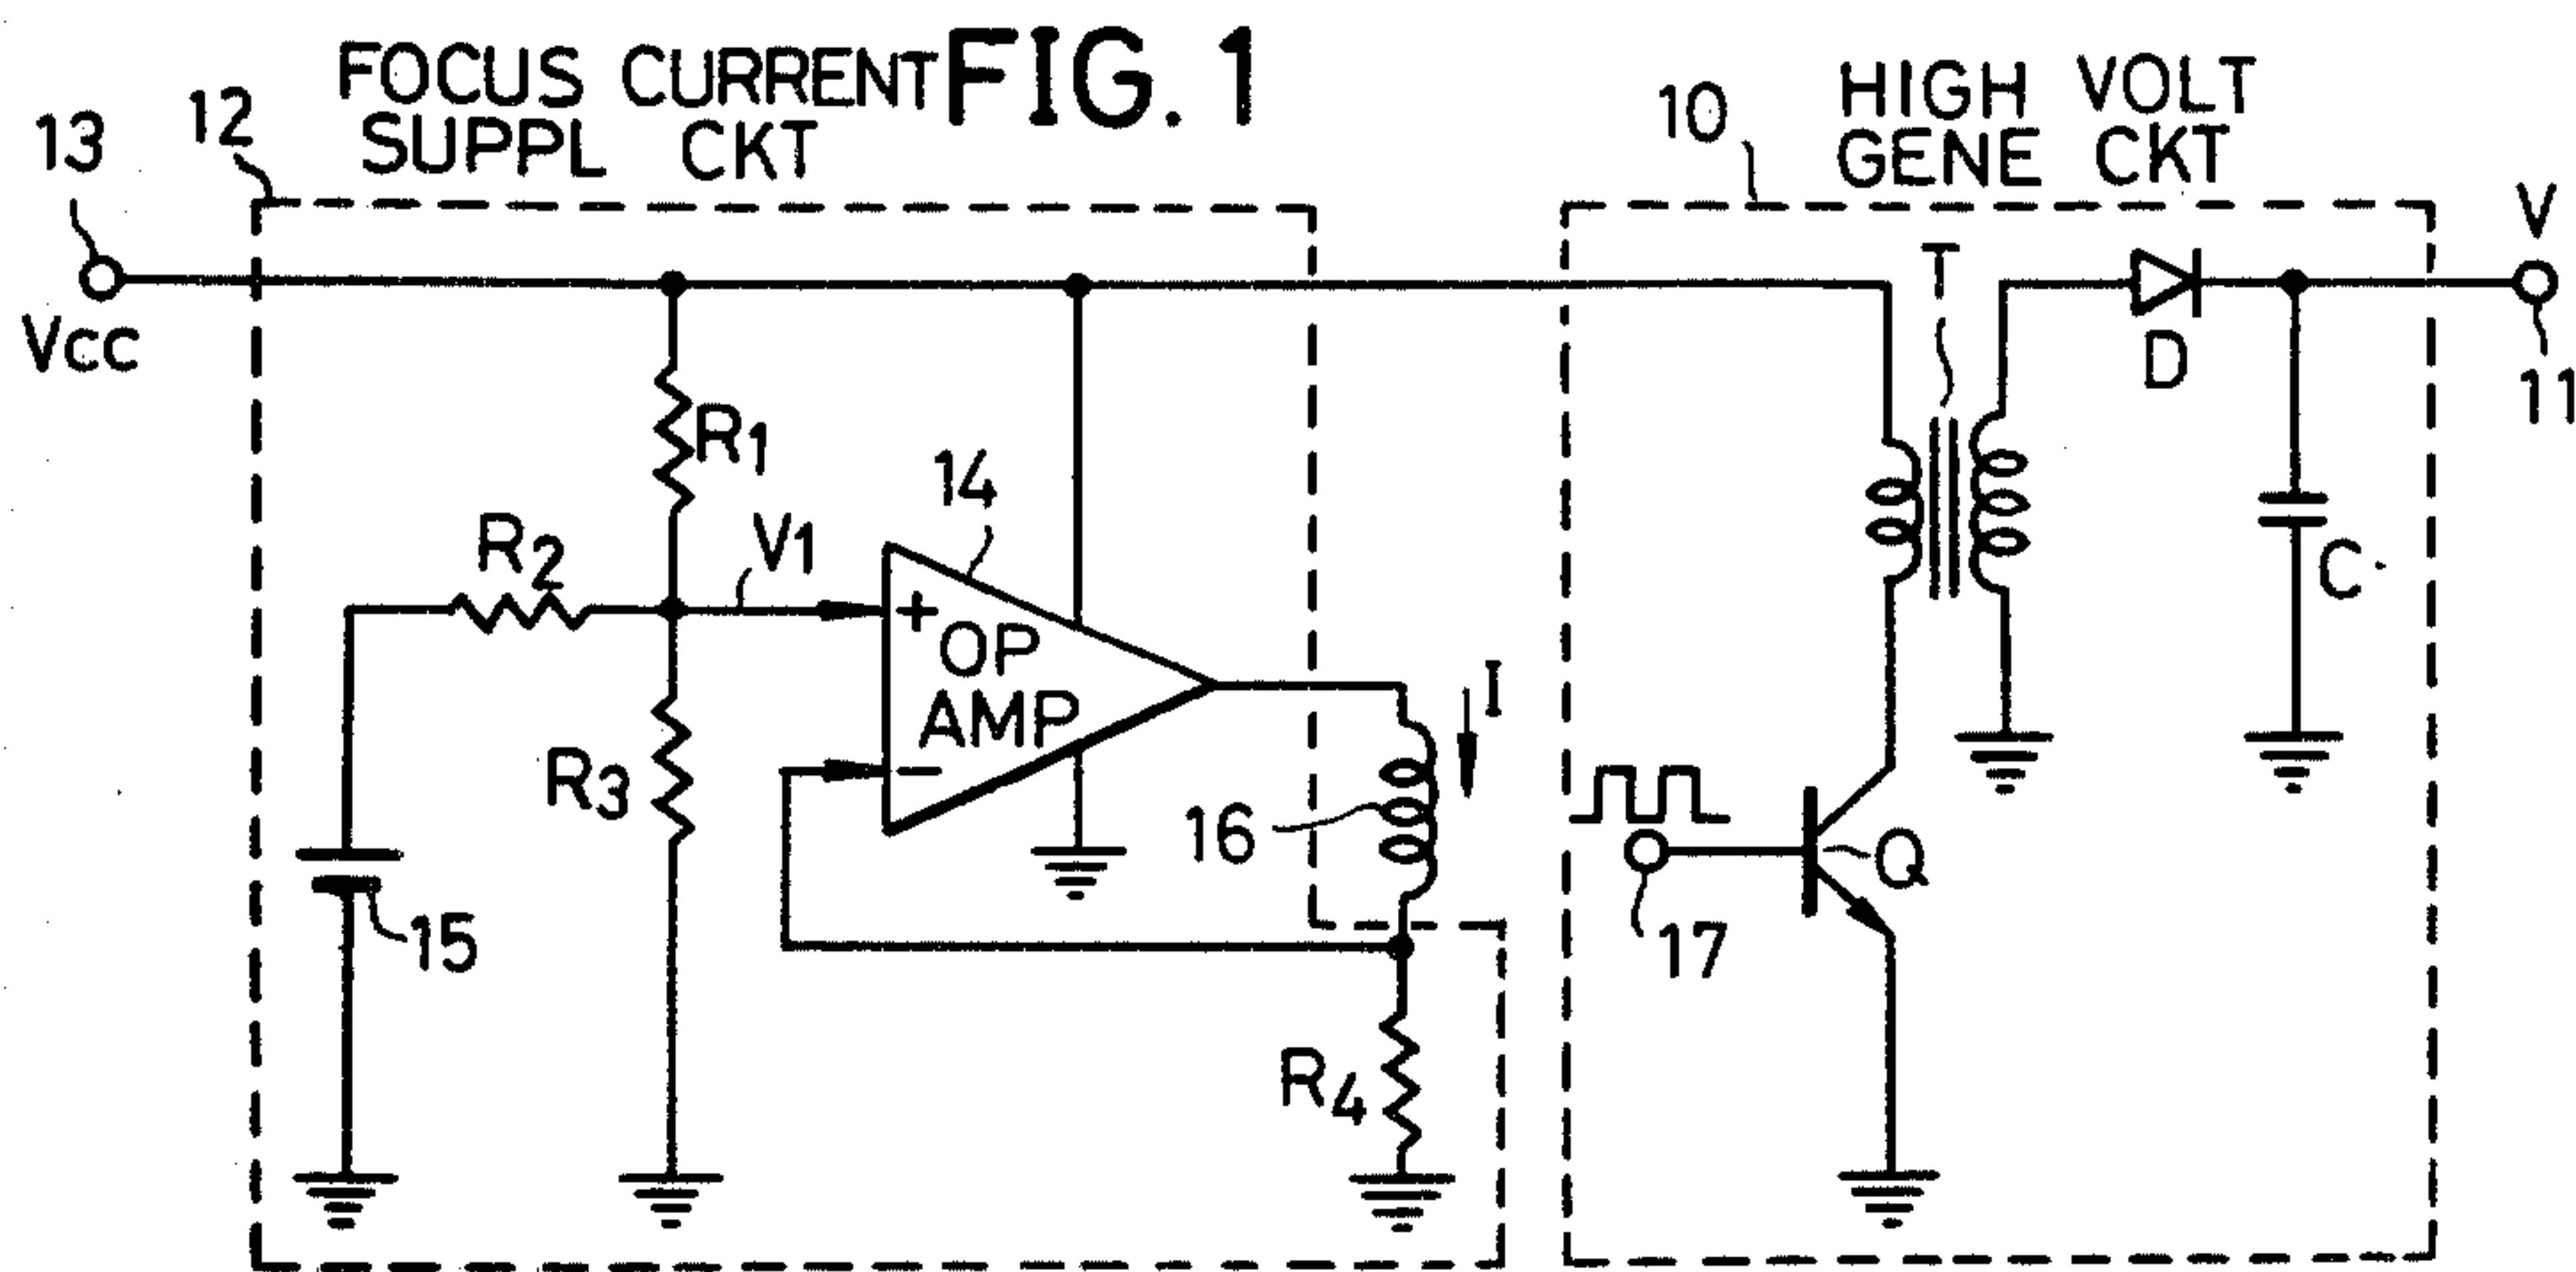 FIG. 1
FOCUS CURRENT
SUPPL CKT
12
13
Vcc
10
HIGH VOLT
GENE CKT
V
11
T
D
C
R1
R2
V1
14
+
OP
AMP
−
R3
15
16
I
R4
17
Q